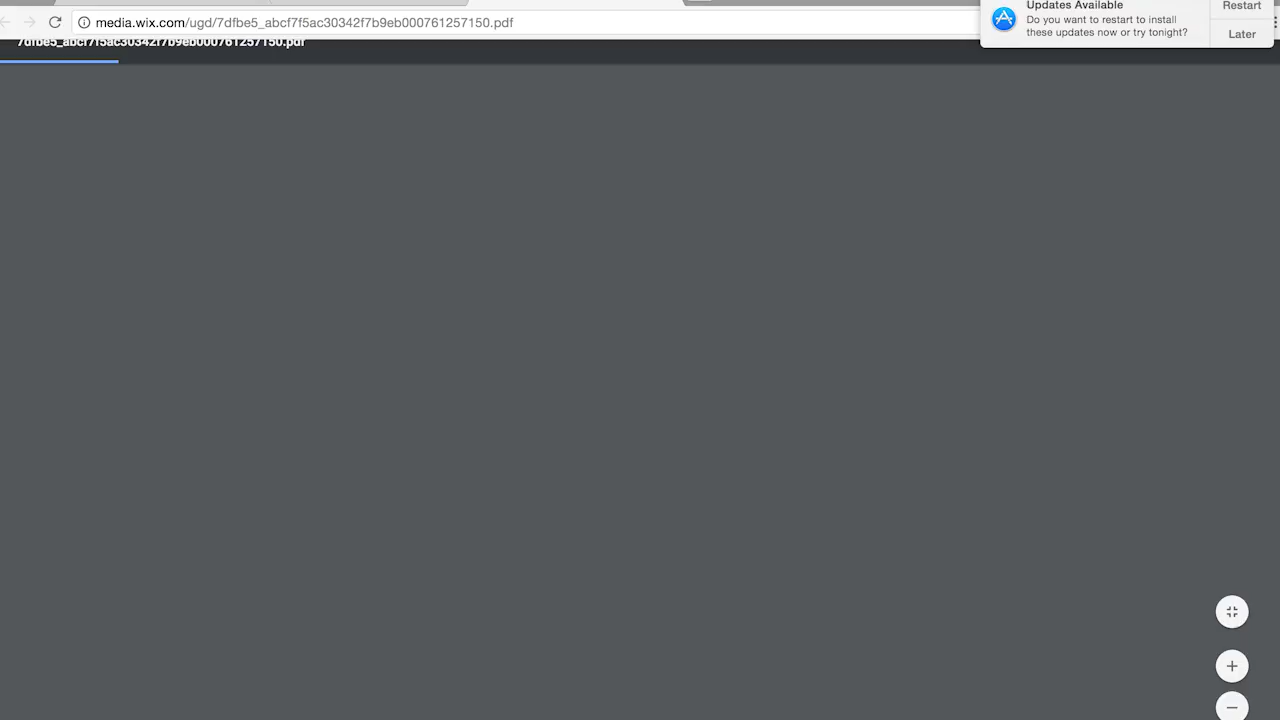 media.wix.com/ugd/7dfbe5_abcf7f5ac30342f7b9eb000761257150.pdf
7dfbe5_abcf7f5ac30342f7b9eb000761257150.pdf
Updates Available
Do you want to restart to install
these updates now or try tonight?
Restart
Later